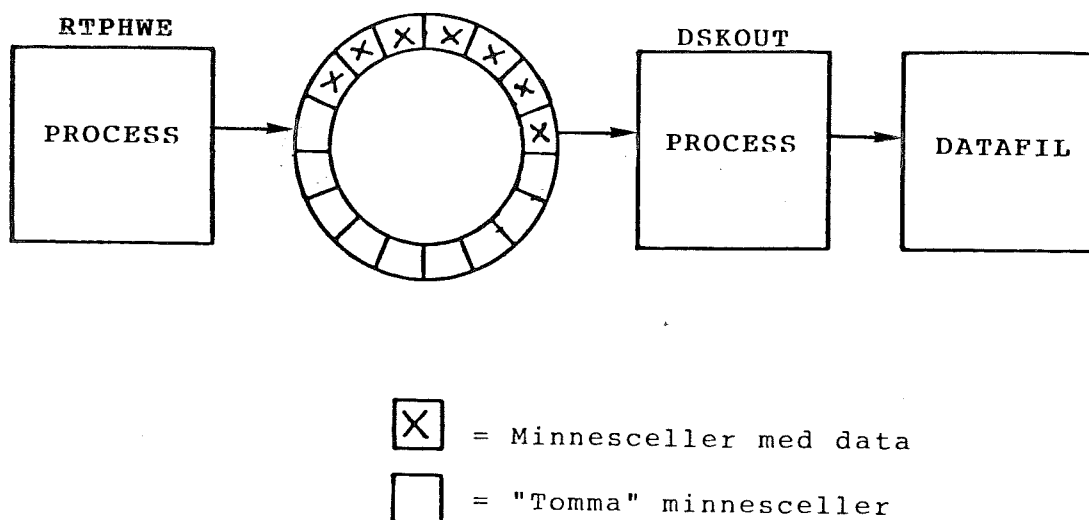 RTPHWE
DSKOUT
PROCESS
PROCESS
DATAFIL
X = Minnesceller med data
= "Tomma" minnesceller